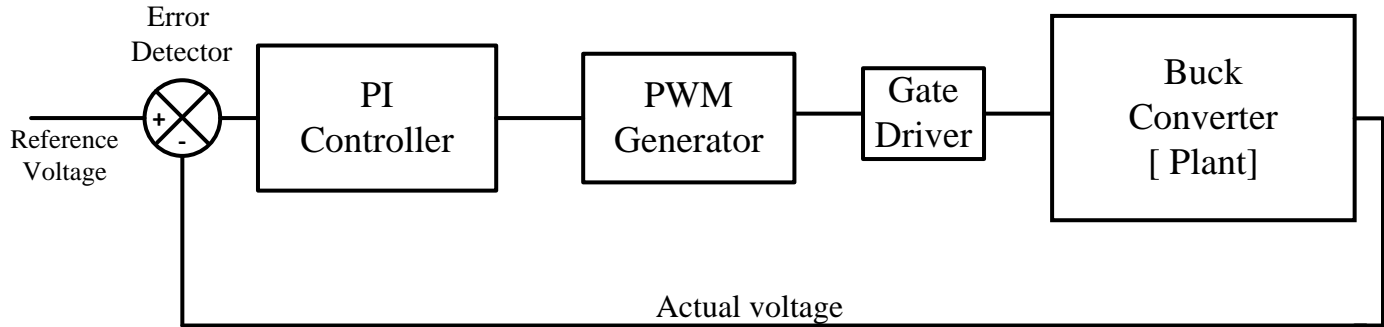 Error
Detector
Reference
Voltage
+
-
PI
Controller
PWM
Generator
Gate
Driver
Buck
Converter
[ Plant]
Actual voltage